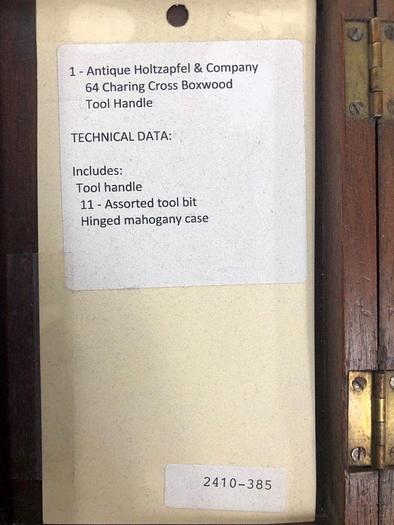 1 - Antique Holtzapfel & Company
64 Charing Cross Boxwood
Tool Handle
TECHNICAL DATA:
Includes:
Tool handle
11 - Assorted tool bit
Hinged mahogany case
2410-385